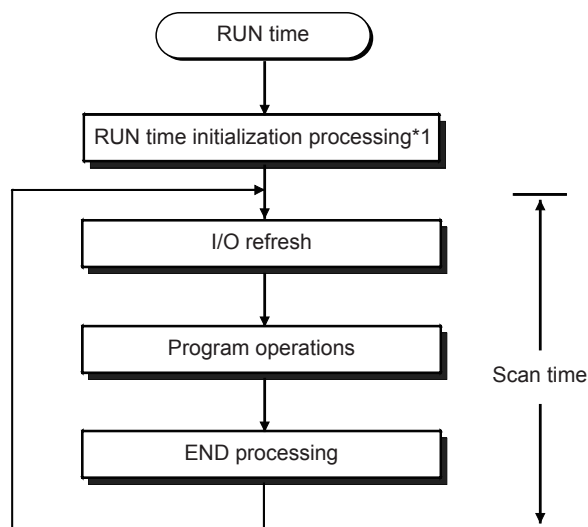 RUN time
RUN time initialization processing*1
I/O refresh
Program operations
Scan time
END processing